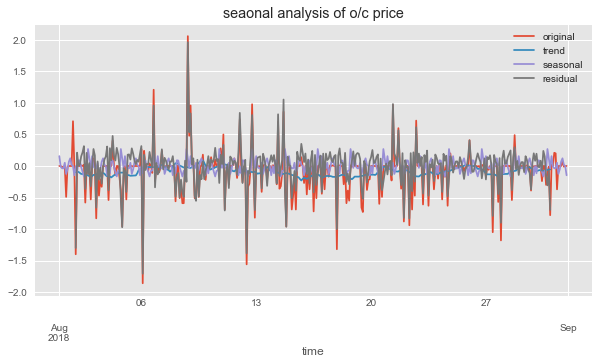 seaonal analysis of o/c price
original
trend
seasonal
residual
2.0
1.5
1.0
0.5
0.0
−0.5
−1.0
−1.5
−2.0
06
13
20
27
Aug
2018
Sep
time